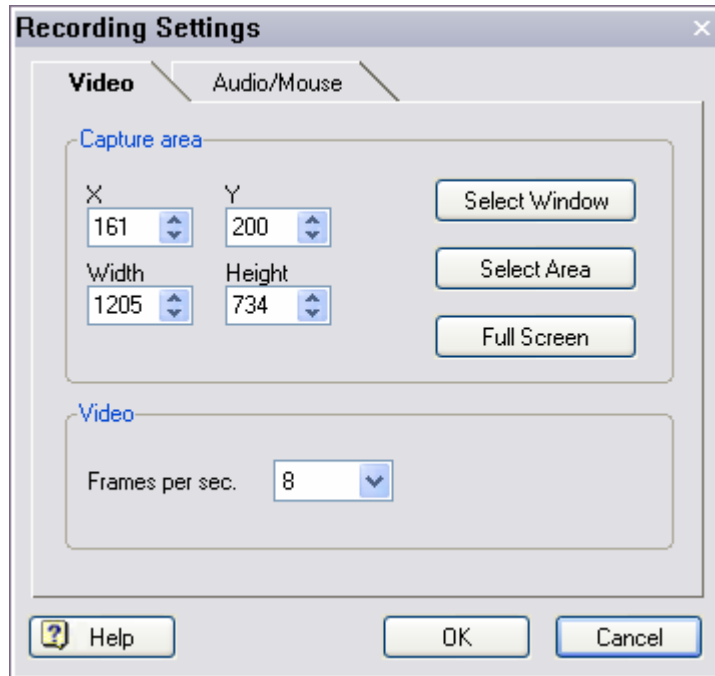 Recording Settings
Video Audio/Mouse
Capture area
X Y
161 200
Select Window
Width Height
1205 734
Select Area
Full Screen
Video
Frames per sec. 8
Help OK Cancel